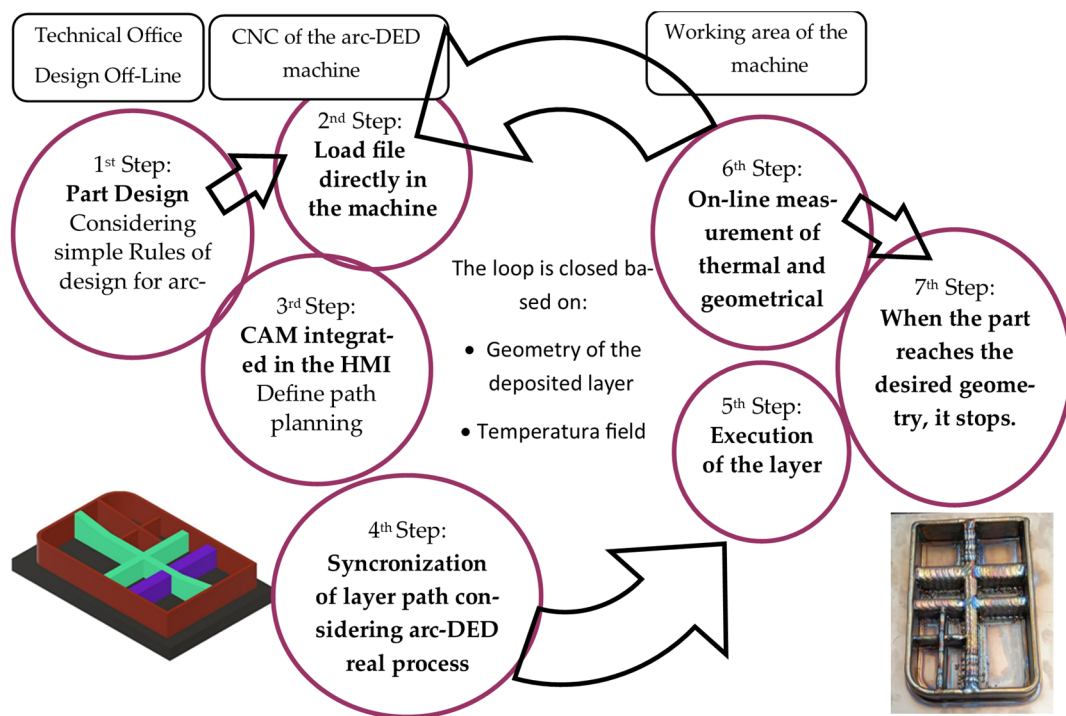 Technical Office
Design Off-Line
CNC of the arc-DED
machine
Working area of the
machine
1st Step:
Part Design
Considering
simple Rules of
design for arc-
2nd Step:
Load file
directly in
the machine
3rd Step:
CAM integrat-
ed in the HMI
Define path
planning
4th Step:
Syncronization
of layer path con-
sidering arc-DED
real process
The loop is closed ba-
sed on:
• Geometry of the
deposited layer
• Temperatura field
5th Step:
Execution
of the layer
6th Step:
On-line meas-
urement of
thermal and
geometrical
7th Step:
When the part
reaches the
desired geome-
try, it stops.